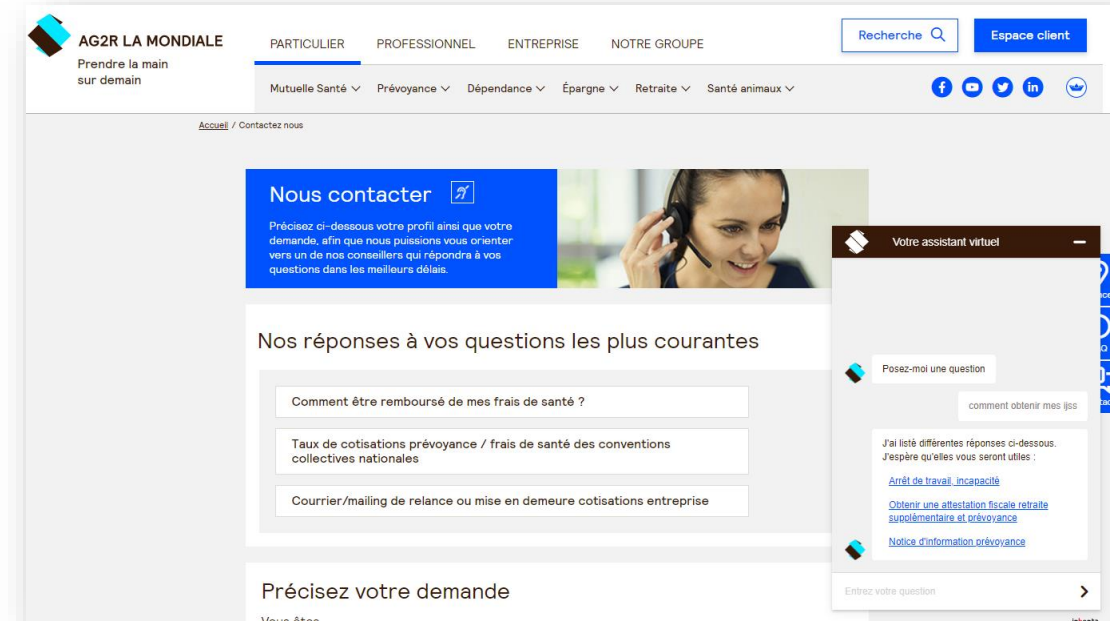 AG2R LA MONDIALE
Prendre la main
sur demain
PARTICULIER
PROFESSIONNEL
ENTREPRISE
NOTRE GROUPE
Recherche
Espace client
Mutuelle Santé
Prévoyance
Dépendance
Épargne
Retraite
Santé animaux
Accueil / Contactez nous
Nous contacter
Précisez ci-dessous votre profil ainsi que votre
demande, afin que nous puissions vous orienter
vers un de nos conseillers qui répondra à vos
questions dans les meilleurs délais.
Nos réponses à vos questions les plus courantes
Comment être remboursé de mes frais de santé ?
Taux de cotisations prévoyance / frais de santé des conventions
collectives nationales
Courrier/mailing de relance ou mise en demeure cotisations entreprise
Précisez votre demande
Vous êtes
Votre assistant virtuel
Posez-moi une question
comment obtenir mes ijss
J'ai listé différentes réponses ci-dessous.
J'espère qu'elles vous seront utiles :
Arrêt de travail, incapacité
Obtenir une attestation fiscale retraite
supplémentaire et prévoyance
Notice d'information prévoyance
Entrez votre question